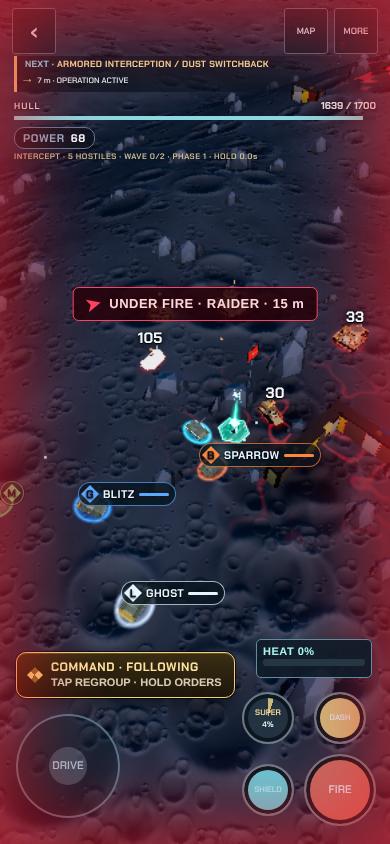 ‹
MAP
MORE
NEXT · ARMORED INTERCEPTION / DUST SWITCHBACK
→ 7 m · OPERATION ACTIVE
HULL
1639 / 1700
POWER 68
INTERCEPT · 5 HOSTILES · WAVE 0/2 · PHASE 1 · HOLD 0.0s
UNDER FIRE · RAIDER · 15 m
33
105
30
B SPARROW
M
G BLITZ
L GHOST
HEAT 0%
COMMAND · FOLLOWING
TAP REGROUP · HOLD ORDERS
SUPER
4%
DASH
DRIVE
SHIELD
FIRE